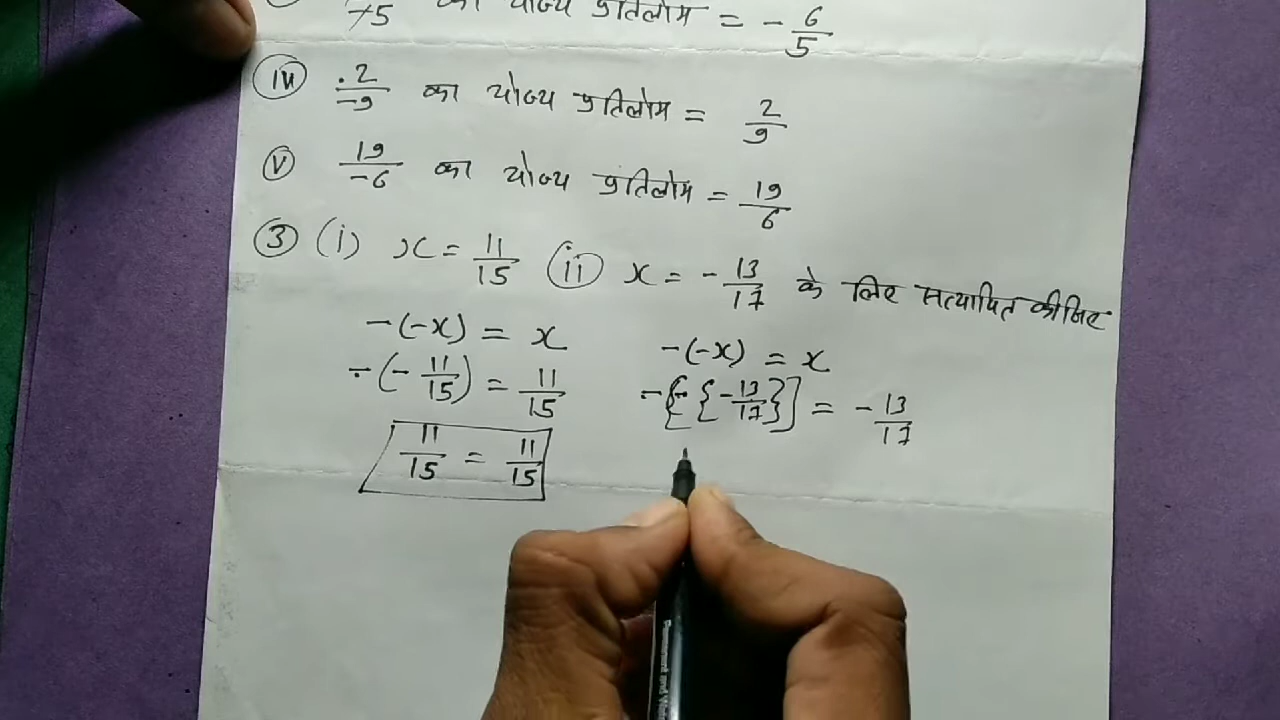 /+5 का योज्य प्रतिलोम = - 6/5
(iv) 2/-9 का योज्य प्रतिलोम = 2/9
(v) 19/-6 का योज्य प्रतिलोम = 19/6
(3) (i) x = 11/15 (ii) x = - 13/17 के लिए सत्यापित कीजिए
-(-x) = x
-(- 11/15) = 11/15
11/15 = 11/15
-(-x) = x
-[- {- 13/17}] = - 13/17